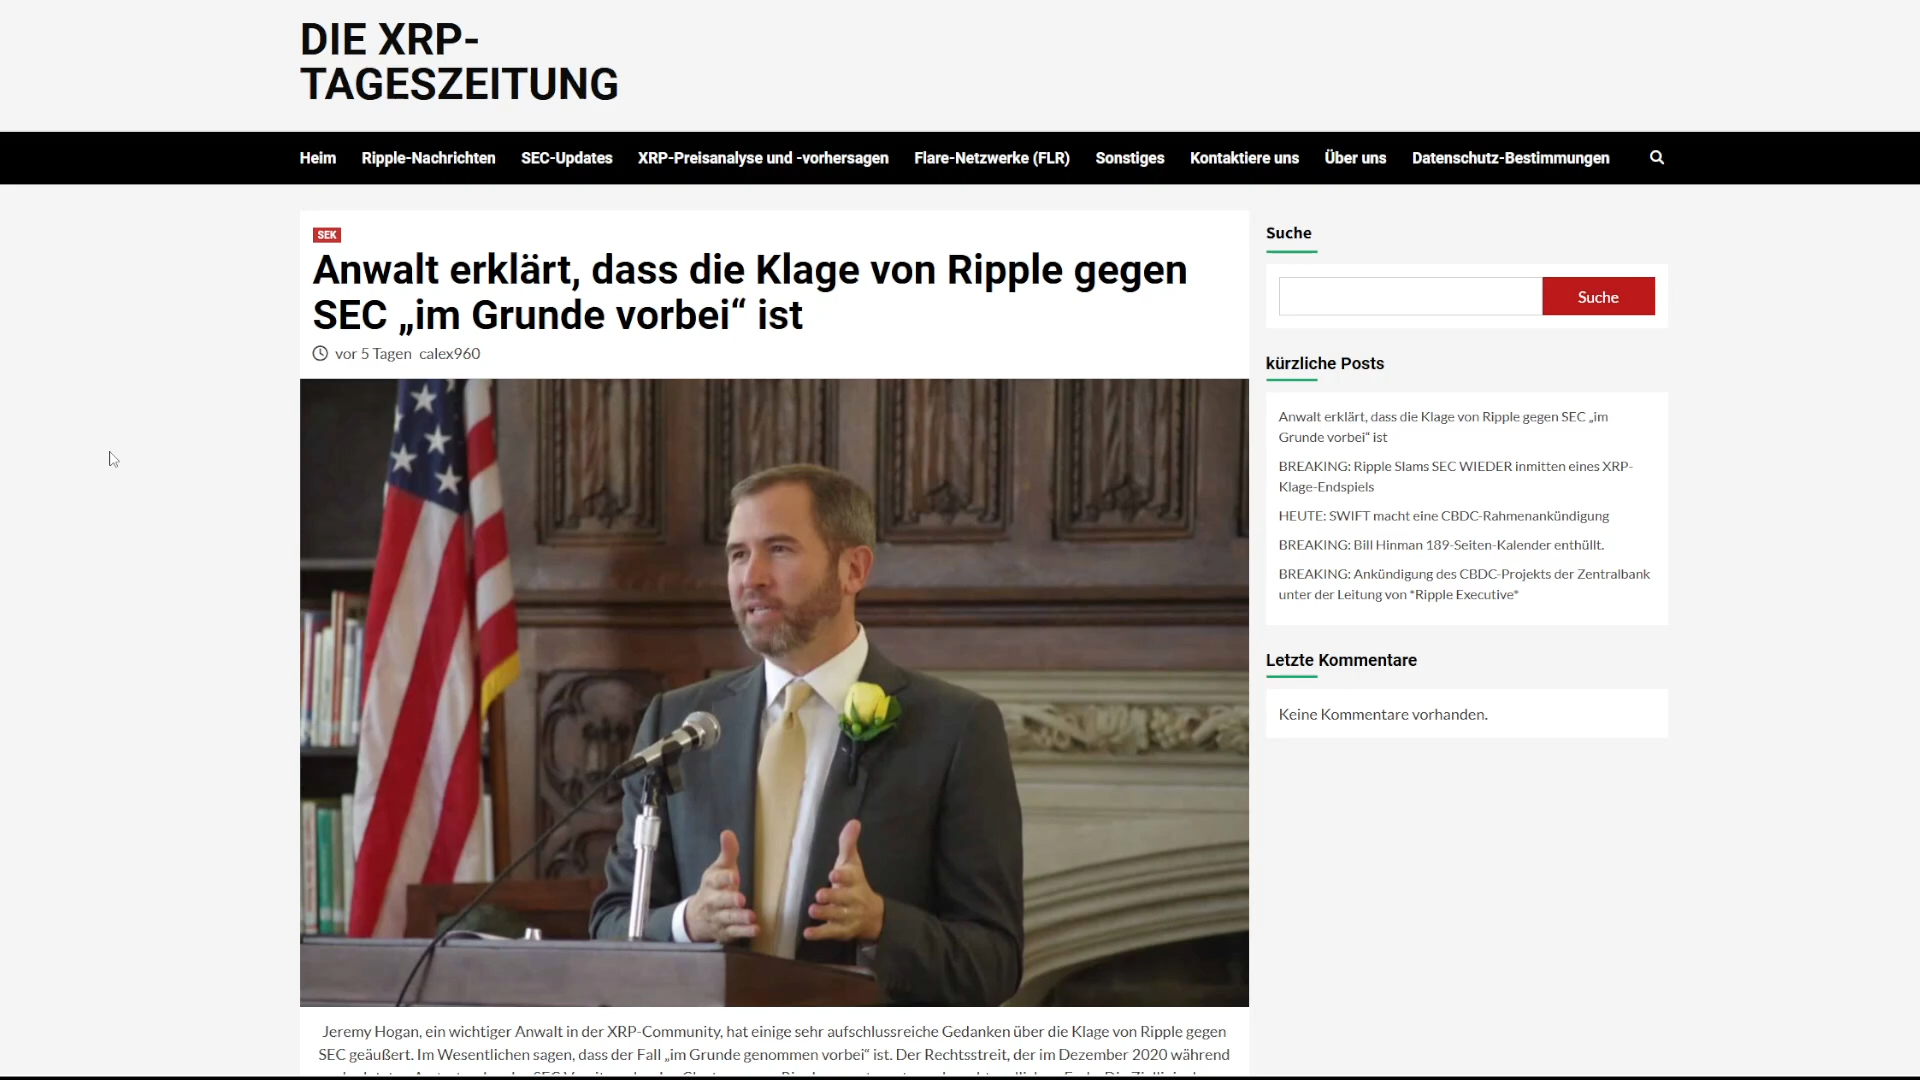 DIE XRP-
TAGESZEITUNG
Heim Ripple-Nachrichten SEC-Updates XRP-Preisanalyse und -vorhersagen Flare-Netzwerke (FLR) Sonstiges Kontaktiere uns Über uns Datenschutz-Bestimmungen
SEK
Anwalt erklärt, dass die Klage von Ripple gegen
SEC „im Grunde vorbei“ ist
vor 5 Tagen calex960
Jeremy Hogan, ein wichtiger Anwalt in der XRP-Community, hat einige sehr aufschlussreiche Gedanken über die Klage von Ripple gegen
SEC geäußert. Im Wesentlichen sagen, dass der Fall „im Grunde genommen vorbei“ ist. Der Rechtsstreit, der im Dezember 2020 während
Suche
Suche
kürzliche Posts
Anwalt erklärt, dass die Klage von Ripple gegen SEC „im
Grunde vorbei“ ist
BREAKING: Ripple Slams SEC WIEDER inmitten eines XRP-
Klage-Endspiels
HEUTE: SWIFT macht eine CBDC-Rahmenankündigung
BREAKING: Bill Hinman 189-Seiten-Kalender enthüllt.
BREAKING: Ankündigung des CBDC-Projekts der Zentralbank
unter der Leitung von *Ripple Executive*
Letzte Kommentare
Keine Kommentare vorhanden.